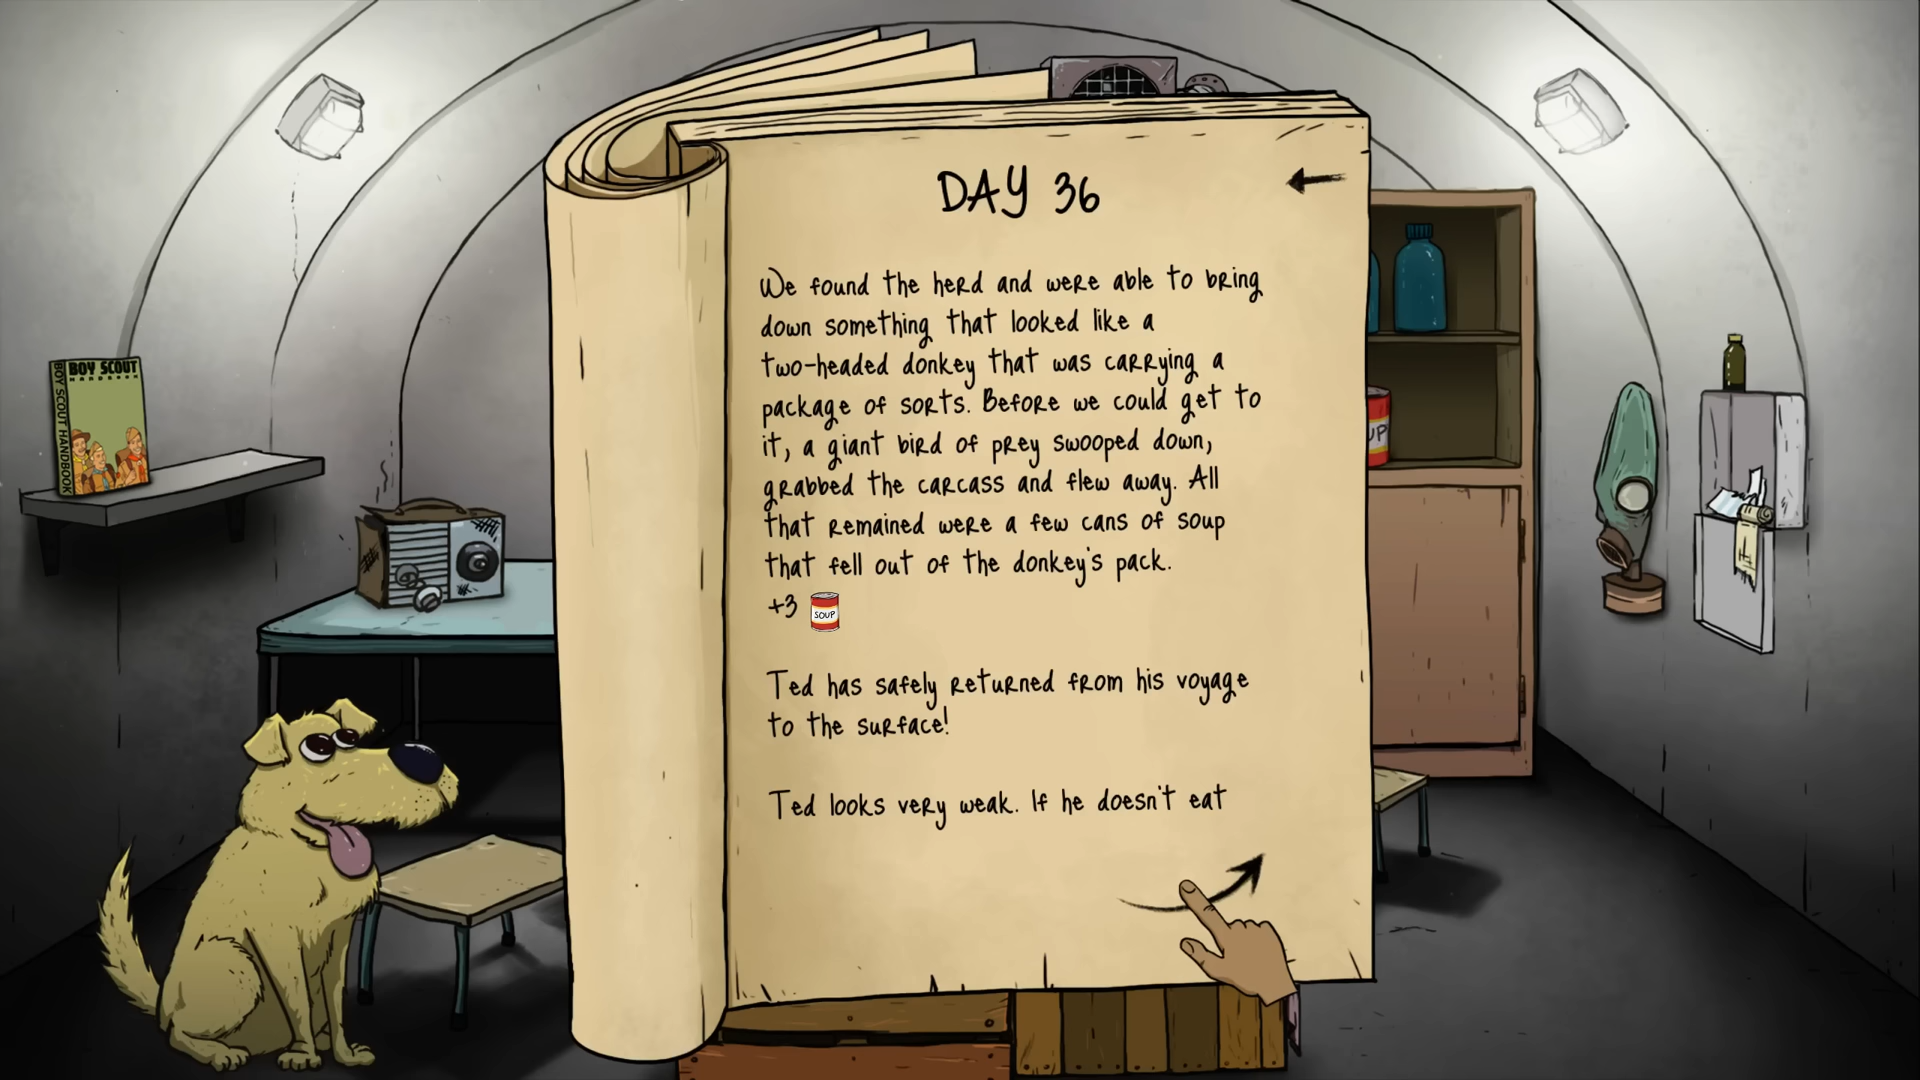 DAY 36
We found the herd and were able to bring
down something that looked like a
two-headed donkey that was carrying a
package of sorts. Before we could get to
it, a giant bird of prey swooped down,
grabbed the carcass and flew away. All
that remained were a few cans of soup
that fell out of the donkey's pack.
+3 SOUP
Ted has safely returned from his voyage
to the surface!
Ted looks very weak. If he doesn't eat
BOY SCOUT
HANDBOOK
BOY SCOUT HANDBOOK
UP